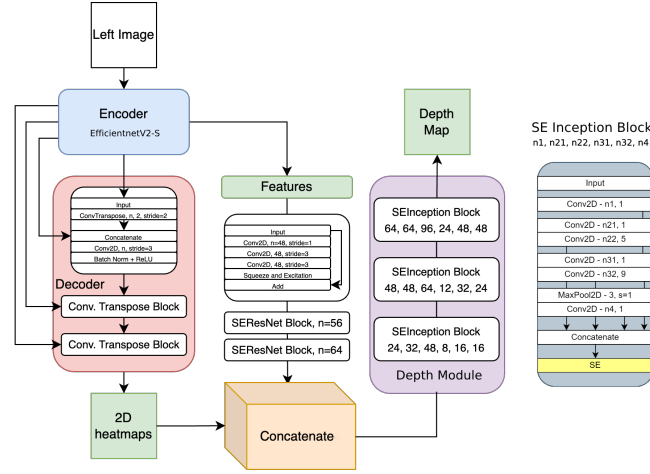 Left Image
Encoder
EfficientnetV2-S
Input
ConvTranspose, n, 2, stride=2
Concatenate
Conv2D, n, stride=3
Batch Norm + ReLU
Decoder
Conv. Transpose Block
Conv. Transpose Block
2D
heatmaps
Features
Input
Conv2D, n=48, stride=1
Conv2D, 48, stride=3
Conv2D, 48, stride=3
Squeeze and Excitation
Add
SEResNet Block, n=56
SEResNet Block, n=64
Concatenate
Depth
Map
SEInception Block
64, 64, 96, 24, 48, 48
SEInception Block
48, 48, 64, 12, 32, 24
SEInception Block
24, 32, 48, 8, 16, 16
Depth Module
SE Inception Block
n1, n21, n22, n31, n32, n4
Input
Conv2D - n1, 1
Conv2D - n21, 1
Conv2D - n22, 5
Conv2D - n31, 1
Conv2D - n32, 9
MaxPool2D - 3, s=1
Conv2D - n4, 1
Concatenate
SE